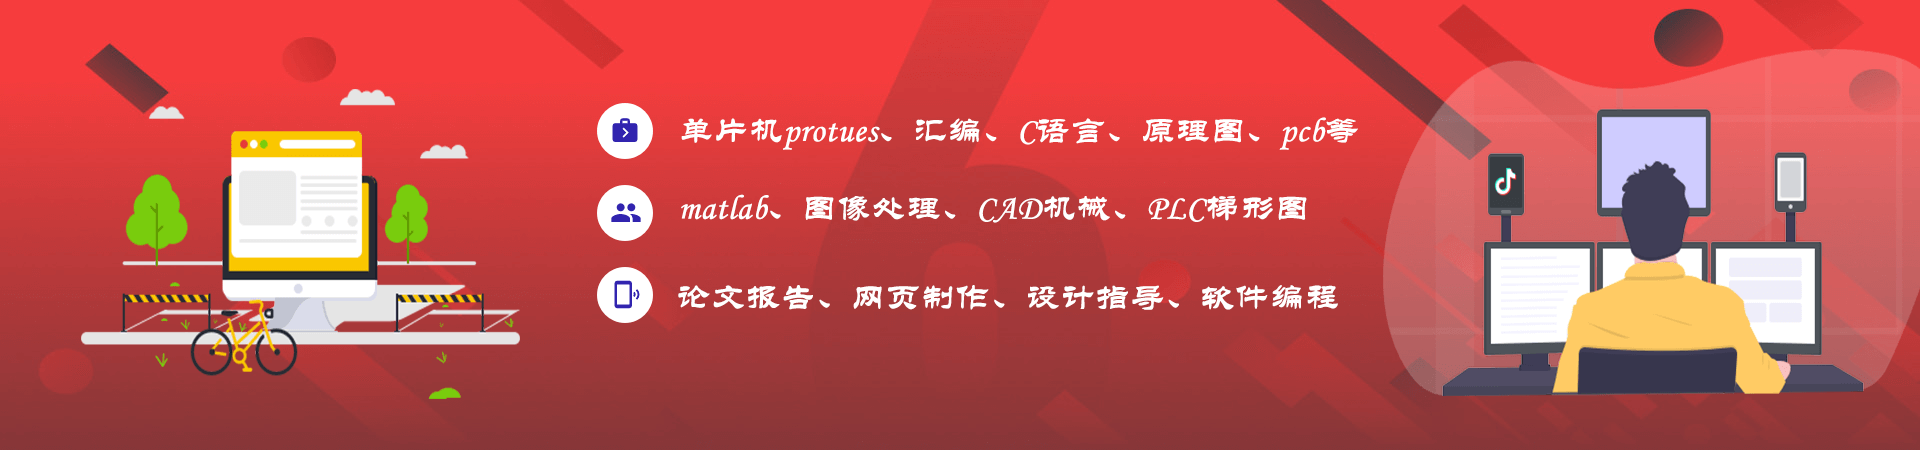 单片机protues、汇编、C语言、原理图、pcb等
matlab、图像处理、CAD机械、PLC梯形图
论文报告、网页制作、设计指导、软件编程